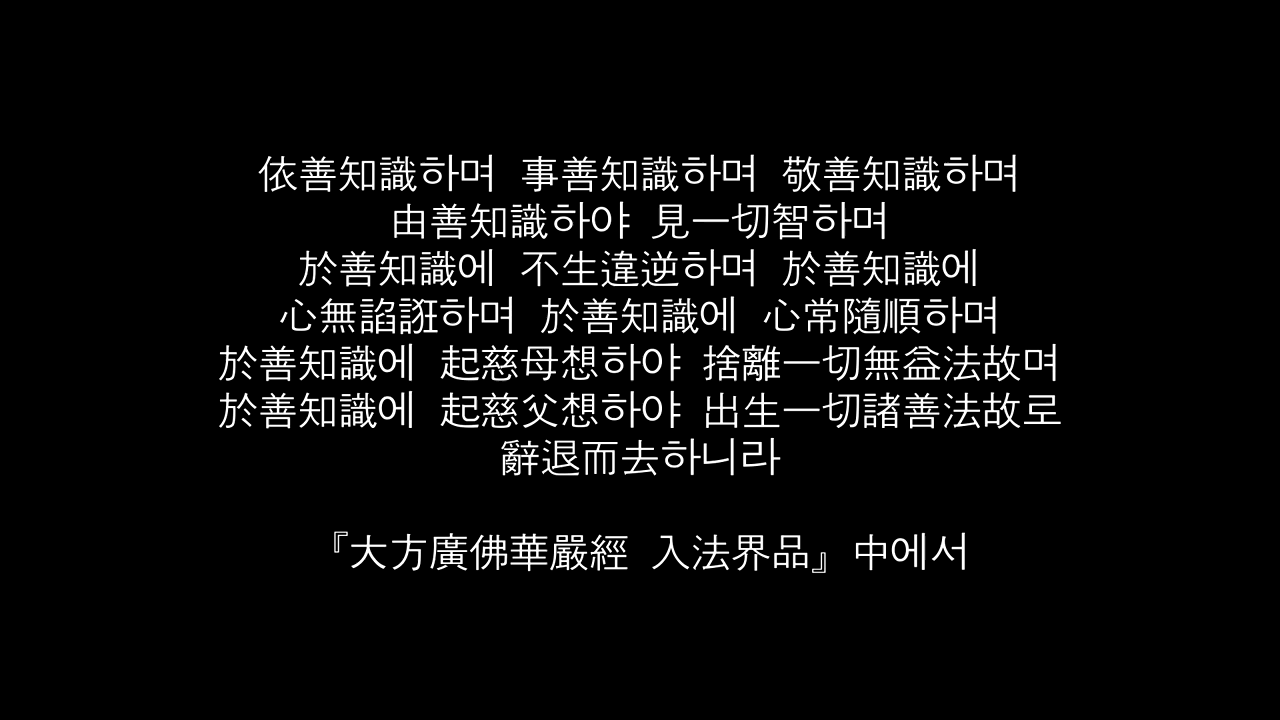 依善知識하며 事善知識하며 敬善知識하며
由善知識하야 見一切智하며
於善知識에 不生違逆하며 於善知識에
心無諂誑하며 於善知識에 心常隨順하며
於善知識에 起慈母想하야 捨離一切無益法故며
於善知識에 起慈父想하야 出生一切諸善法故로
辭退而去하니라
『大方廣佛華嚴經 入法界品』中에서